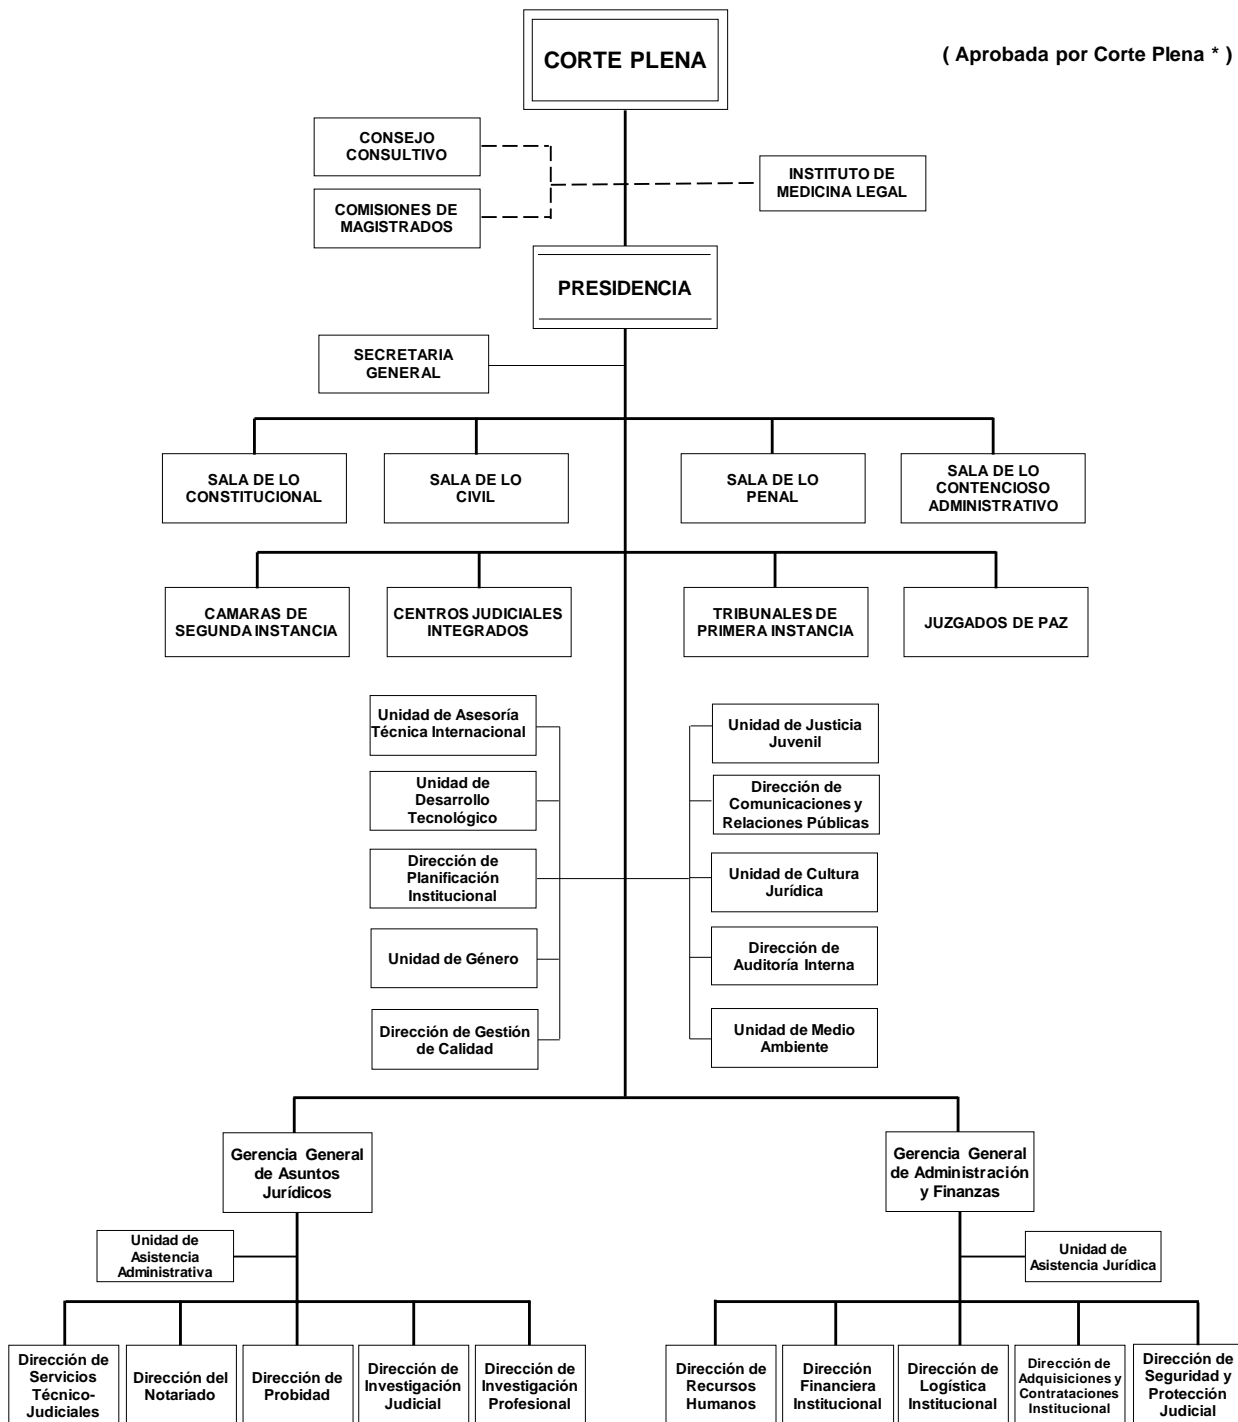 CORTE PLENA
( Aprobada por Corte Plena * )
CONSEJO
CONSULTIVO
INSTITUTO DE
MEDICINA LEGAL
COMISIONES DE
MAGISTRADOS
PRESIDENCIA
SECRETARIA
GENERAL
SALA DE LO
CONSTITUCIONAL
SALA DE LO
CIVIL
SALA DE LO
PENAL
SALA DE LO
CONTENCIOSO
ADMINISTRATIVO
CAMARAS DE
SEGUNDA INSTANCIA
CENTROS JUDICIALES
INTEGRADOS
TRIBUNALES DE
PRIMERA INSTANCIA
JUZGADOS DE PAZ
Unidad de Asesoría
Técnica Internacional
Unidad de Justicia
Juvenil
Unidad de
Desarrollo
Tecnológico
Dirección de
Comunicaciones y
Relaciones Públicas
Dirección de
Planificación
Institucional
Unidad de Cultura
Jurídica
Unidad de Género
Dirección de
Auditoría Interna
Dirección de Gestión
de Calidad
Unidad de Medio
Ambiente
Gerencia General
de Asuntos
Jurídicos
Gerencia General
de Administración
y Finanzas
Unidad de
Asistencia
Administrativa
Unidad de
Asistencia Jurídica
Dirección de
Servicios
Técnico-
Judiciales
Dirección del
Notariado
Dirección de
Probidad
Dirección de
Investigación
Judicial
Dirección de
Investigación
Profesional
Dirección de
Recursos
Humanos
Dirección
Financiera
Institucional
Dirección de
Logística
Institucional
Dirección de
Adquisiciones y
Contrataciones
Institucional
Dirección de
Seguridad y
Protección
Judicial